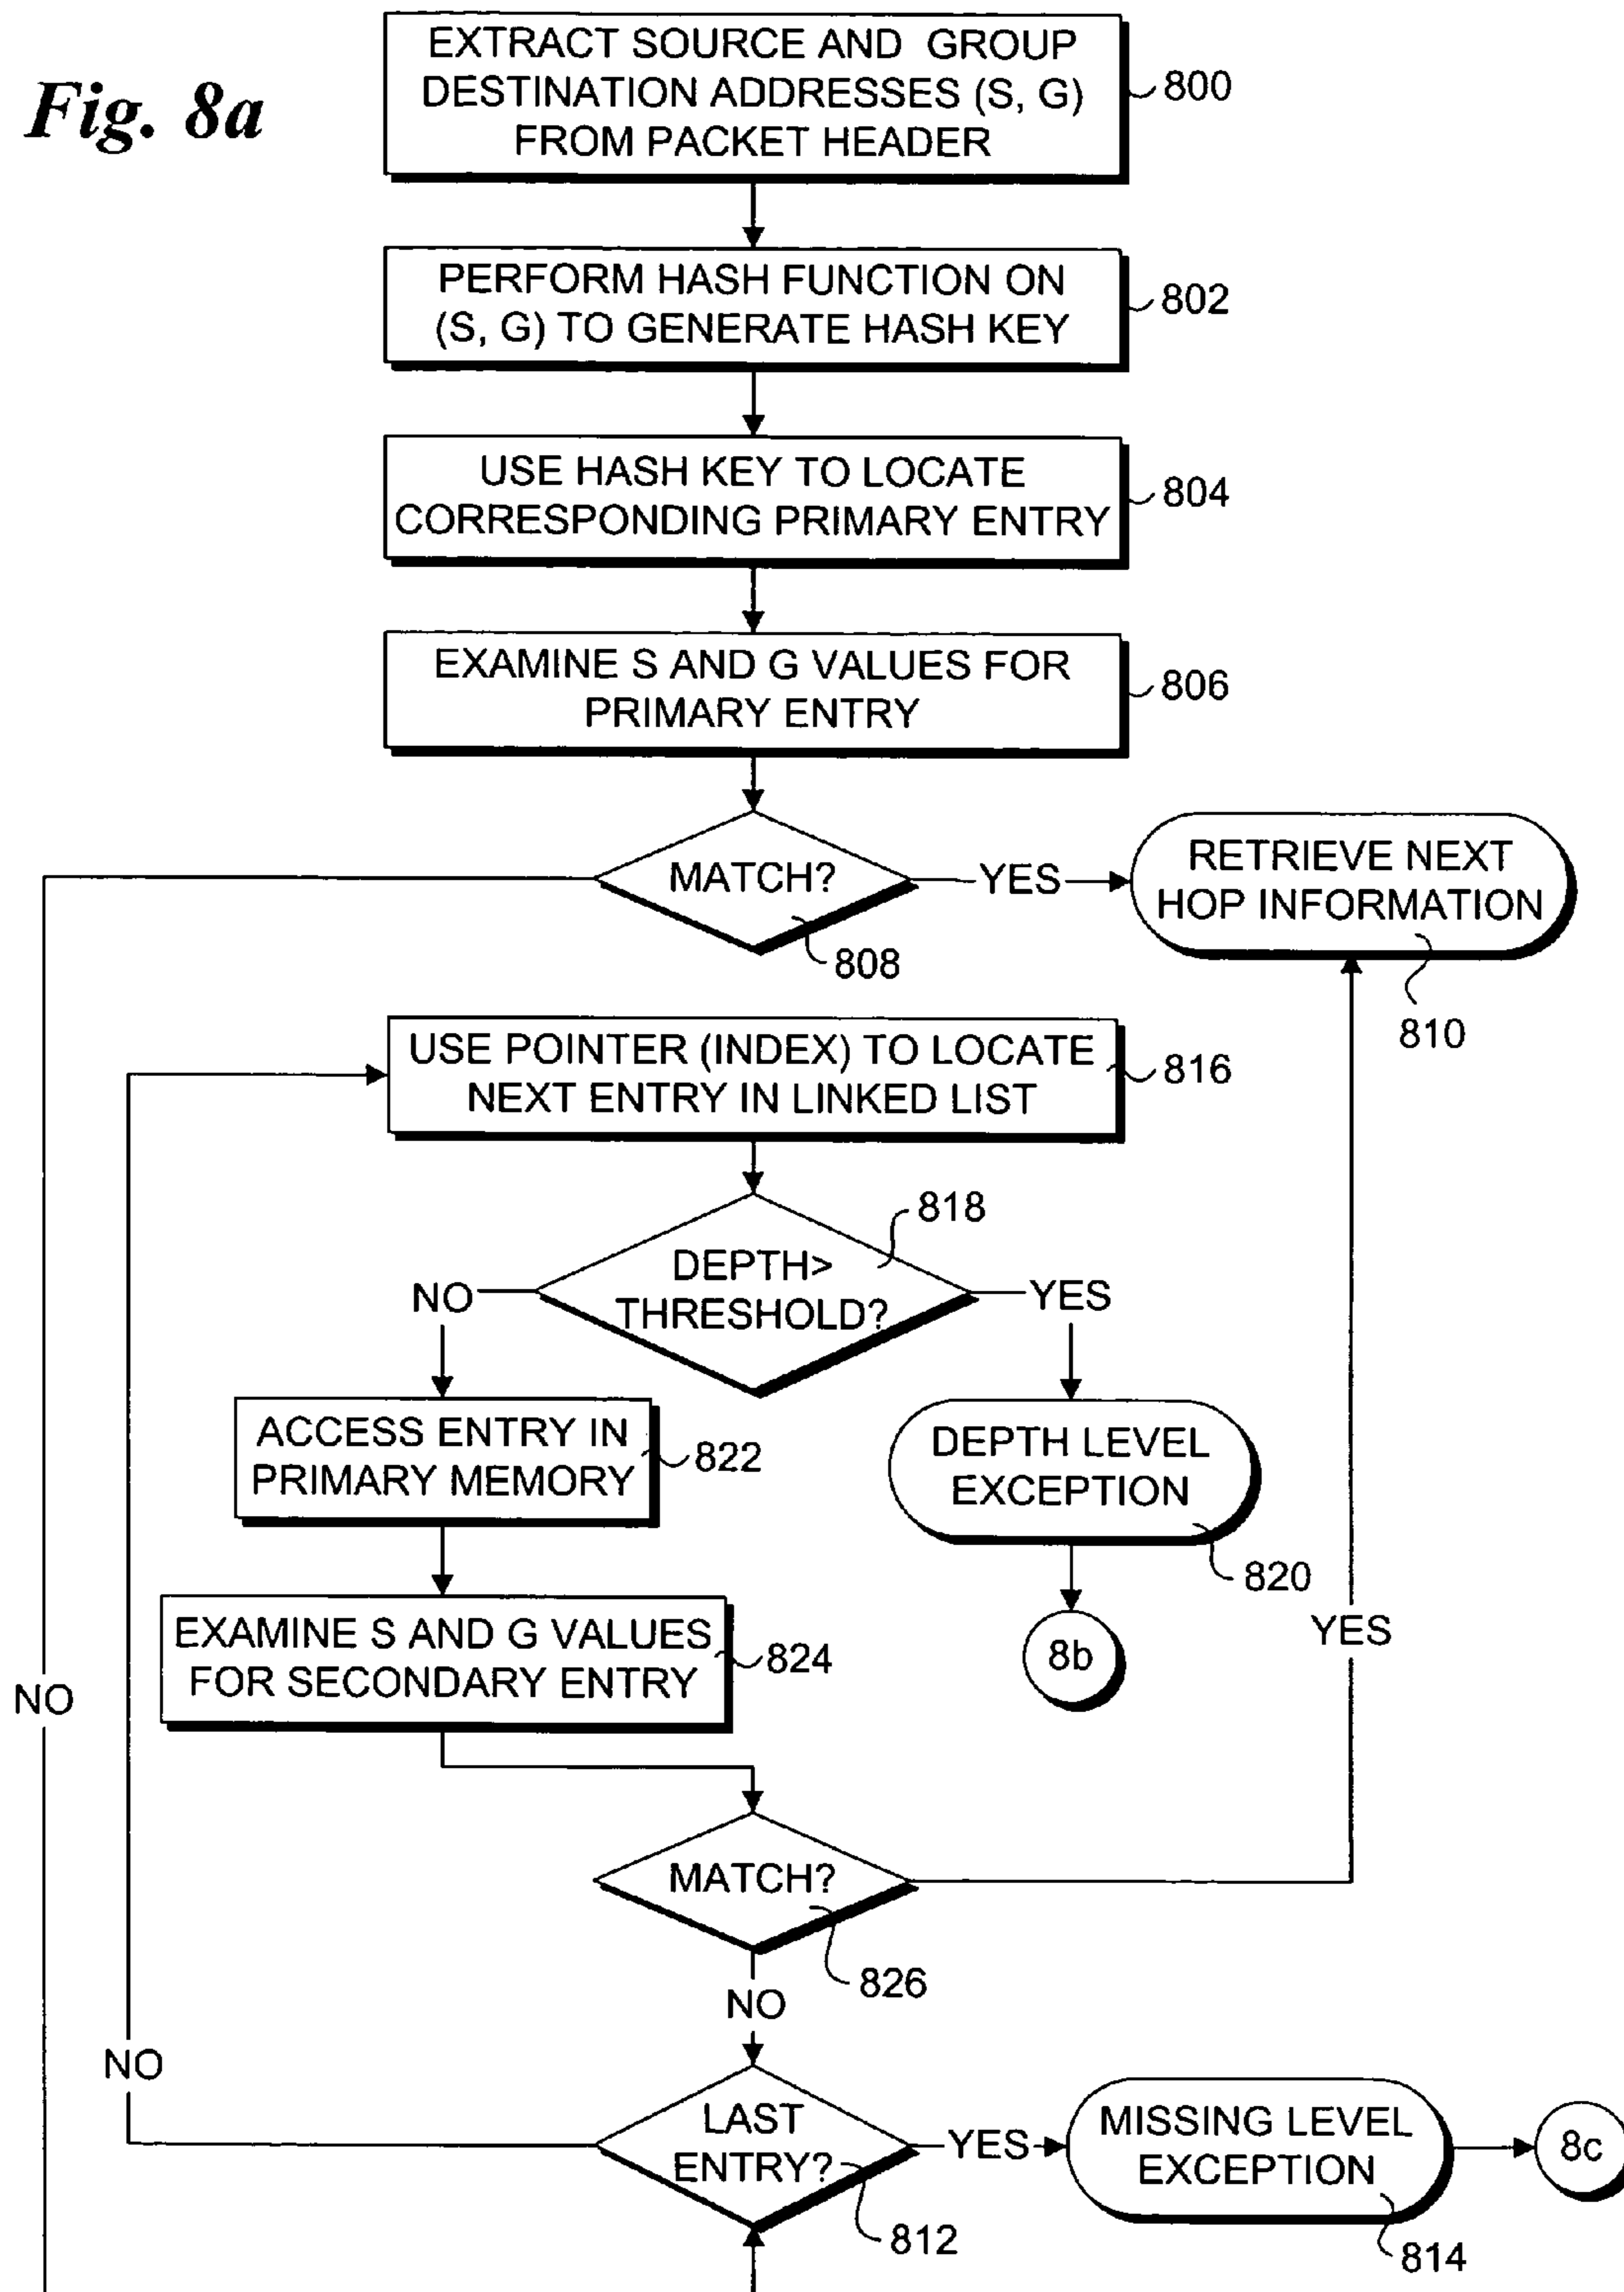 Fig. 8a
EXTRACT SOURCE AND GROUP
DESTINATION ADDRESSES (S, G)
FROM PACKET HEADER
800
PERFORM HASH FUNCTION ON
(S, G) TO GENERATE HASH KEY
802
USE HASH KEY TO LOCATE
CORRESPONDING PRIMARY ENTRY
804
EXAMINE S AND G VALUES FOR
PRIMARY ENTRY
806
MATCH?
808
YES
RETRIEVE NEXT
HOP INFORMATION
810
USE POINTER (INDEX) TO LOCATE
NEXT ENTRY IN LINKED LIST
816
DEPTH>
THRESHOLD?
818
NO
YES
ACCESS ENTRY IN
PRIMARY MEMORY
822
DEPTH LEVEL
EXCEPTION
820
8b
EXAMINE S AND G VALUES
FOR SECONDARY ENTRY
824
YES
NO
MATCH?
826
NO
NO
LAST
ENTRY?
812
YES
MISSING LEVEL
EXCEPTION
814
8c